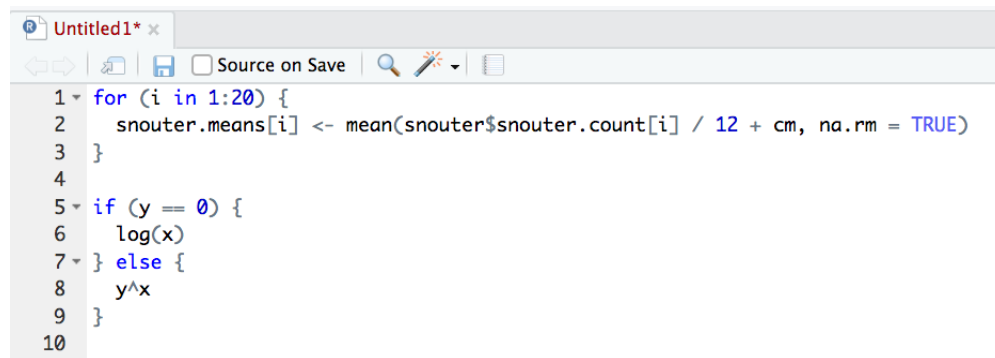 R Untitled1* ×
Source on Save
1 for (i in 1:20) {
2   snouter.means[i] <- mean(snouter$snouter.count[i] / 12 + cm, na.rm = TRUE)
3 }
4
5 if (y == 0) {
6   log(x)
7 } else {
8   y^x
9 }
10